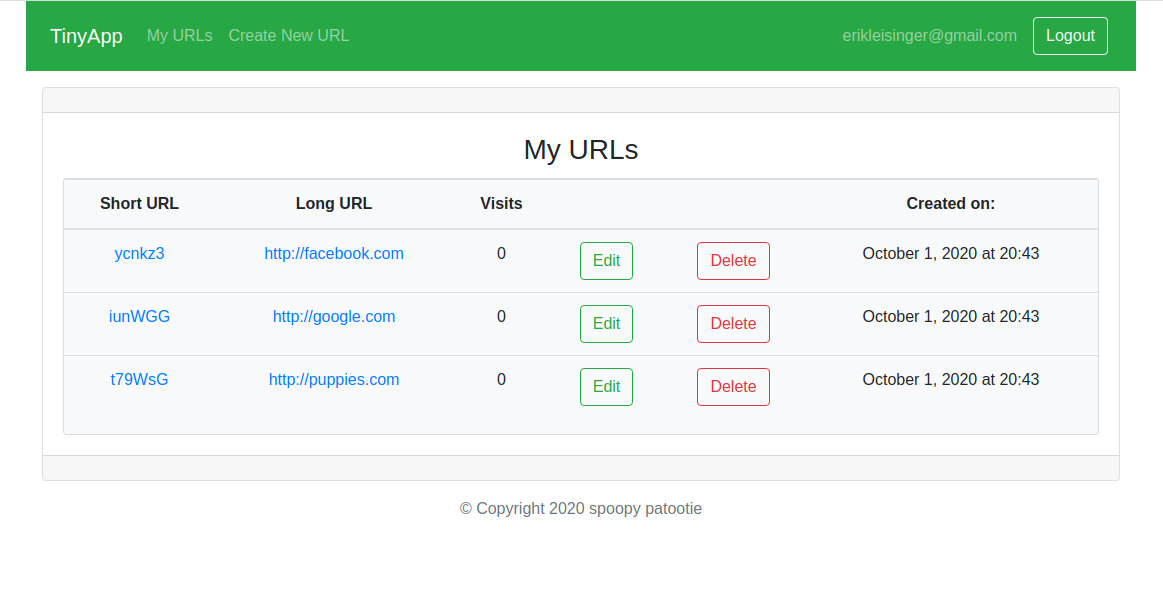 TinyApp My URLs Create New URL erikleisinger@gmail.com Logout
My URLs
Short URL Long URL Visits Created on:
ycnkz3 http://facebook.com 0 Edit Delete October 1, 2020 at 20:43
iunWGG http://google.com 0 Edit Delete October 1, 2020 at 20:43
t79WsG http://puppies.com 0 Edit Delete October 1, 2020 at 20:43
© Copyright 2020 spoopy patootie